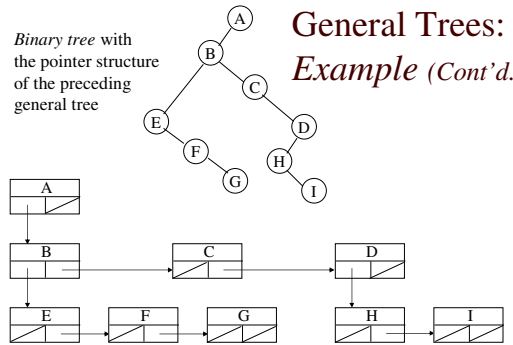 General Trees:
Example (Cont'd.
Binary tree with
the pointer structure
of the preceding
general tree
A
B
C
E
D
F
H
G
I
A
B C D
E F G H I